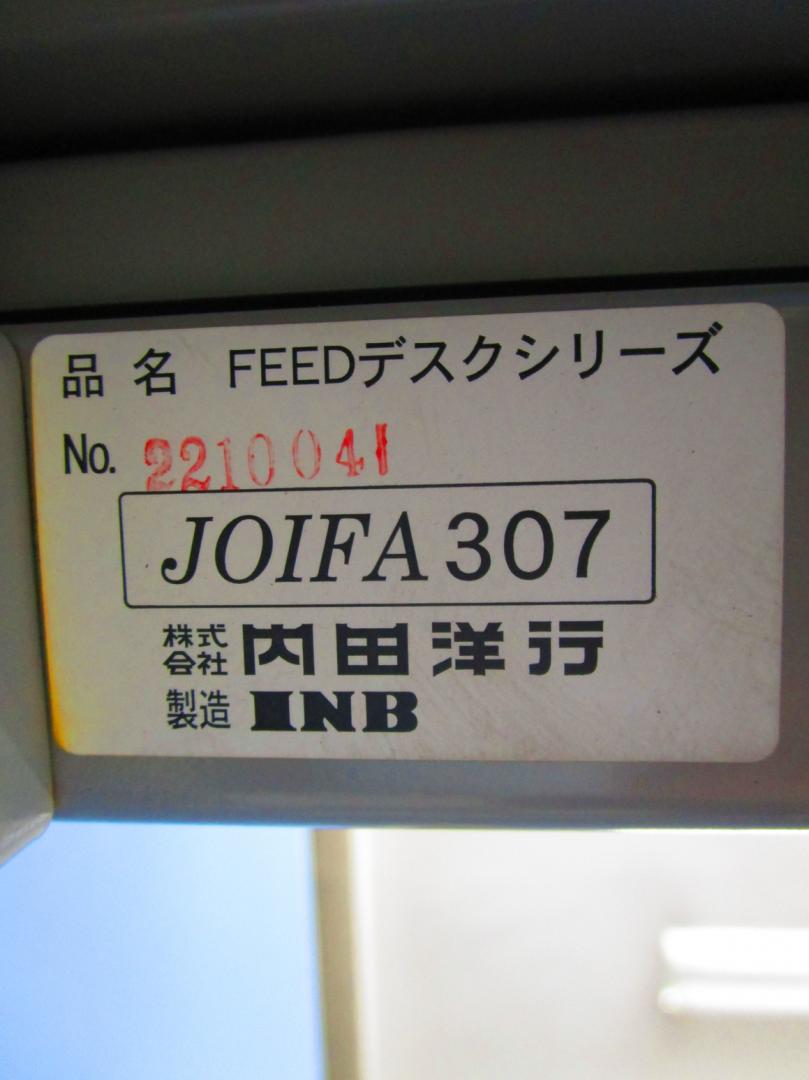 品名 FEEDデスクシリーズ
No. 2210041
JOIFA 307
株式会社 内田洋行
製造 INB